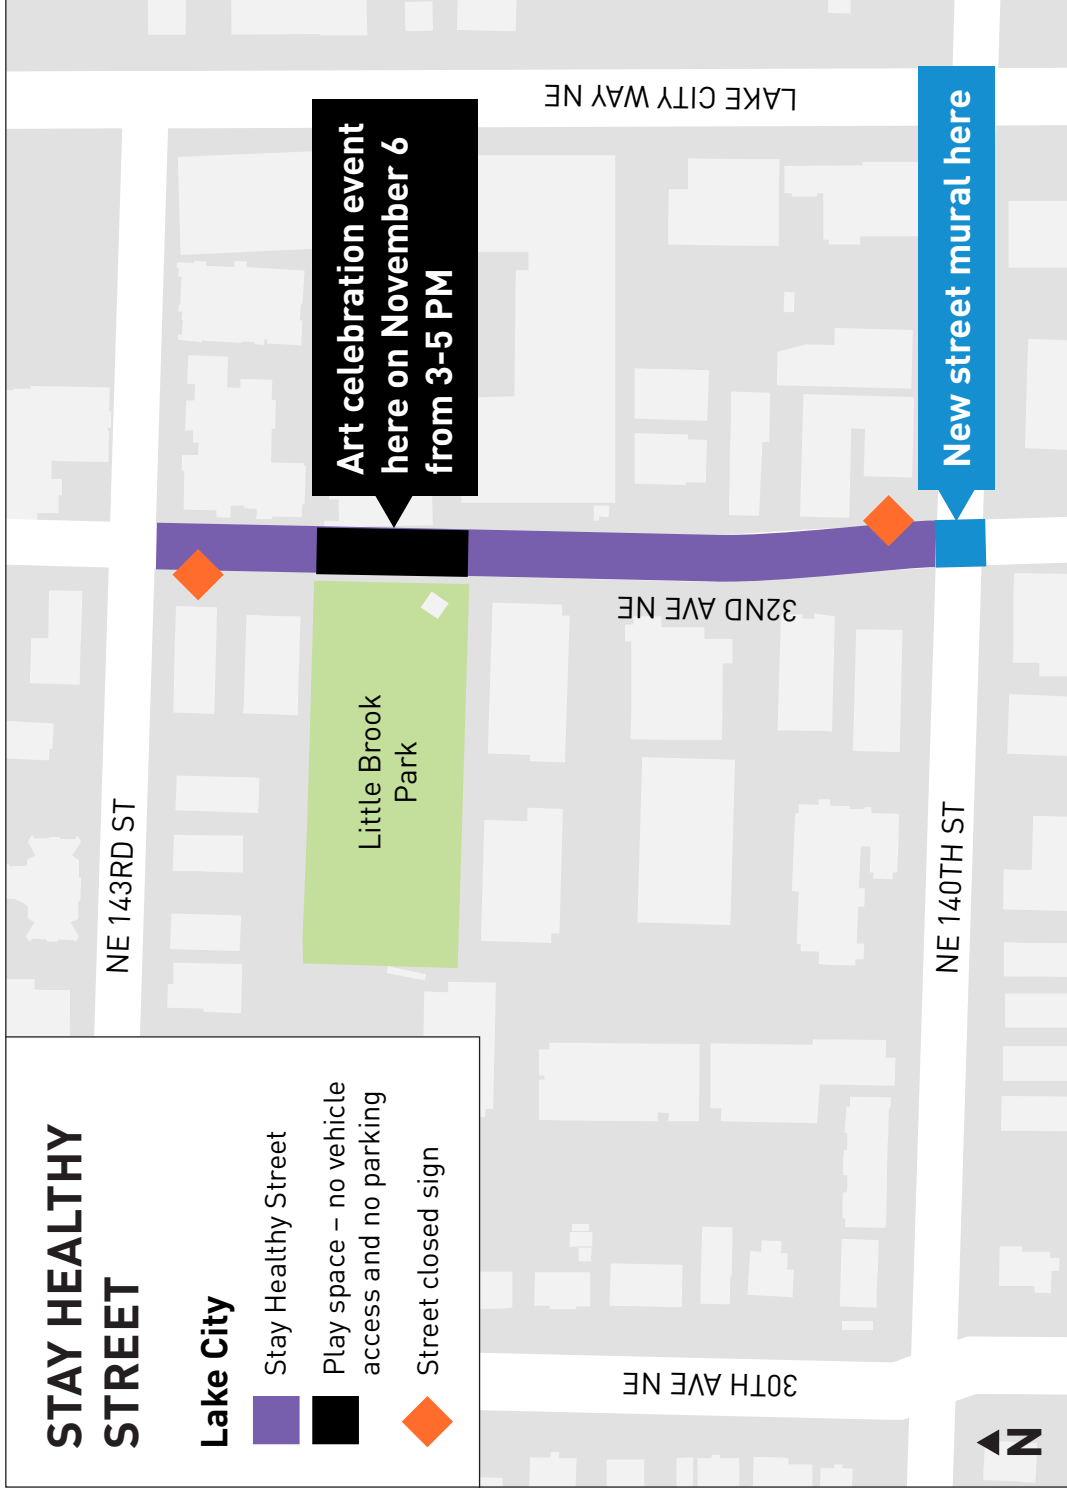 STAY HEALTHY
STREET
Lake City
Stay Healthy Street
Play space – no vehicle
access and no parking
Street closed sign
NE 143RD ST
Little Brook
Park
Art celebration event
here on November 6
from 3-5 PM
LAKE CITY WAY NE
32ND AVE NE
30TH AVE NE
NE 140TH ST
New street mural here
N